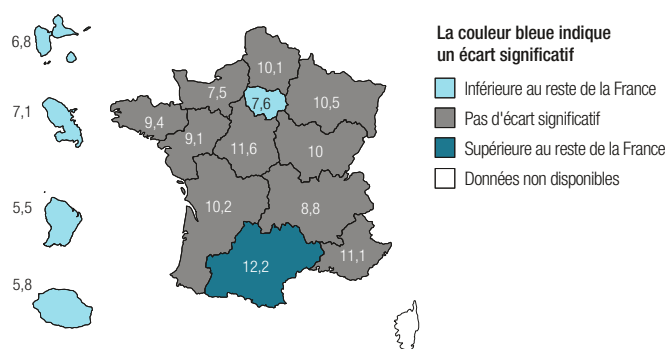 La couleur bleue indique
un écart significatif
Inférieure au reste de la France
Pas d'écart significatif
Supérieure au reste de la France
Données non disponibles
6,8
7,1
5,5
5,8
10,1
7,5
7,6
10,5
9,4
9,1
11,6
10
10,2
8,8
11,1
12,2